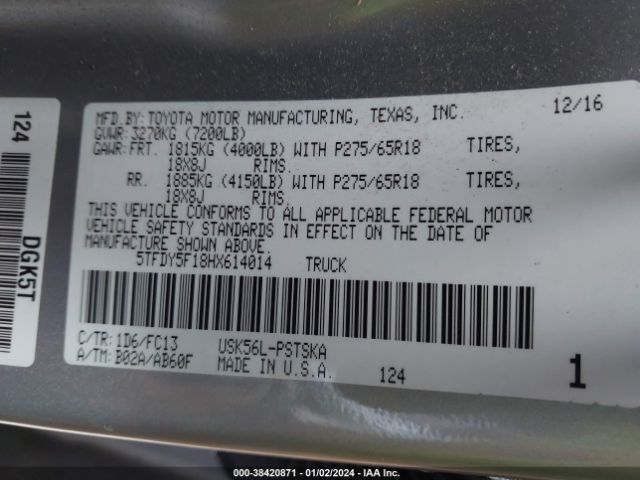 MFD.BY:TOYOTA MOTOR MANUFACTURING, TEXAS, INC. 12/16
GVWR:3270KG (7200LB)
GAWR:FRT. 1815KG (4000LB) WITH P275/65R18 TIRES,
18X8J RIMS.
RR. 1885KG (4150LB) WITH P275/65R18 TIRES,
18X8J RIMS.
THIS VEHICLE CONFORMS TO ALL APPLICABLE FEDERAL MOTOR
VEHICLE SAFETY STANDARDS IN EFFECT ON THE DATE OF
MANUFACTURE SHOWN ABOVE.
5TFDY5F18HX614014 TRUCK
C/TR:1D6/FC13 USK56L-PSTSKA
A/TM:B02A/AB60F MADE IN U.S.A. 124 1
124
DGK5T
000-38420871 - 01/02/2024 - IAA Inc.